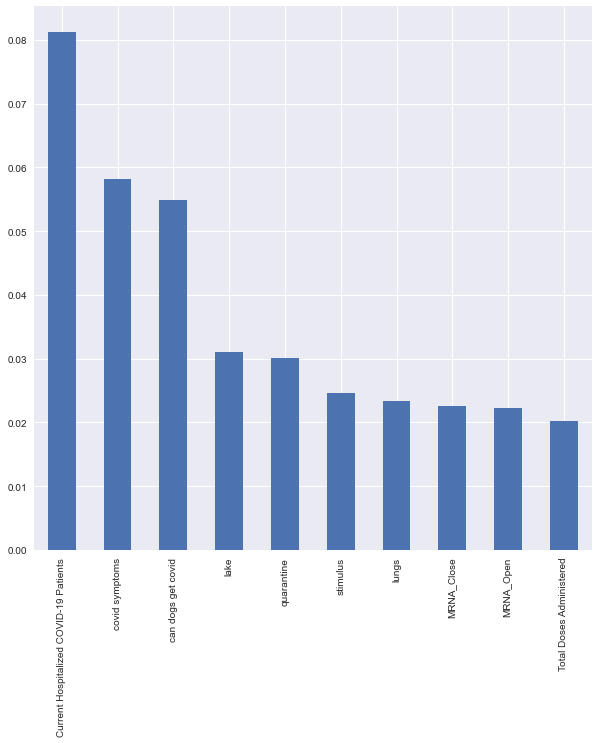 0.08
0.07
0.06
0.05
0.04
0.03
0.02
0.01
0.00
Current Hospitalized COVID-19 Patients
covid symptoms
can dogs get covid
lake
quarantine
stimulus
lungs
MRNA_Close
MRNA_Open
Total Doses Administered